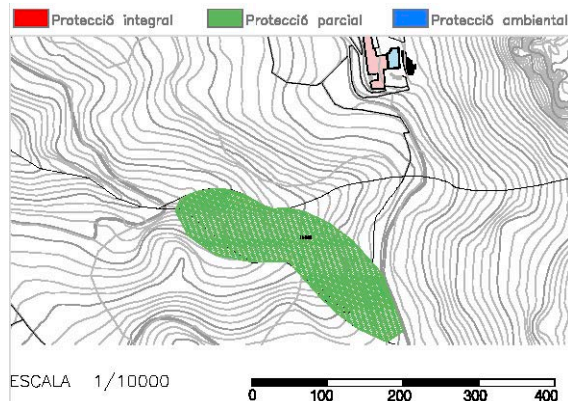 Protecció integral Protecció parcial Protecció ambiental
ESCALA 1/10000
0 100 200 300 400